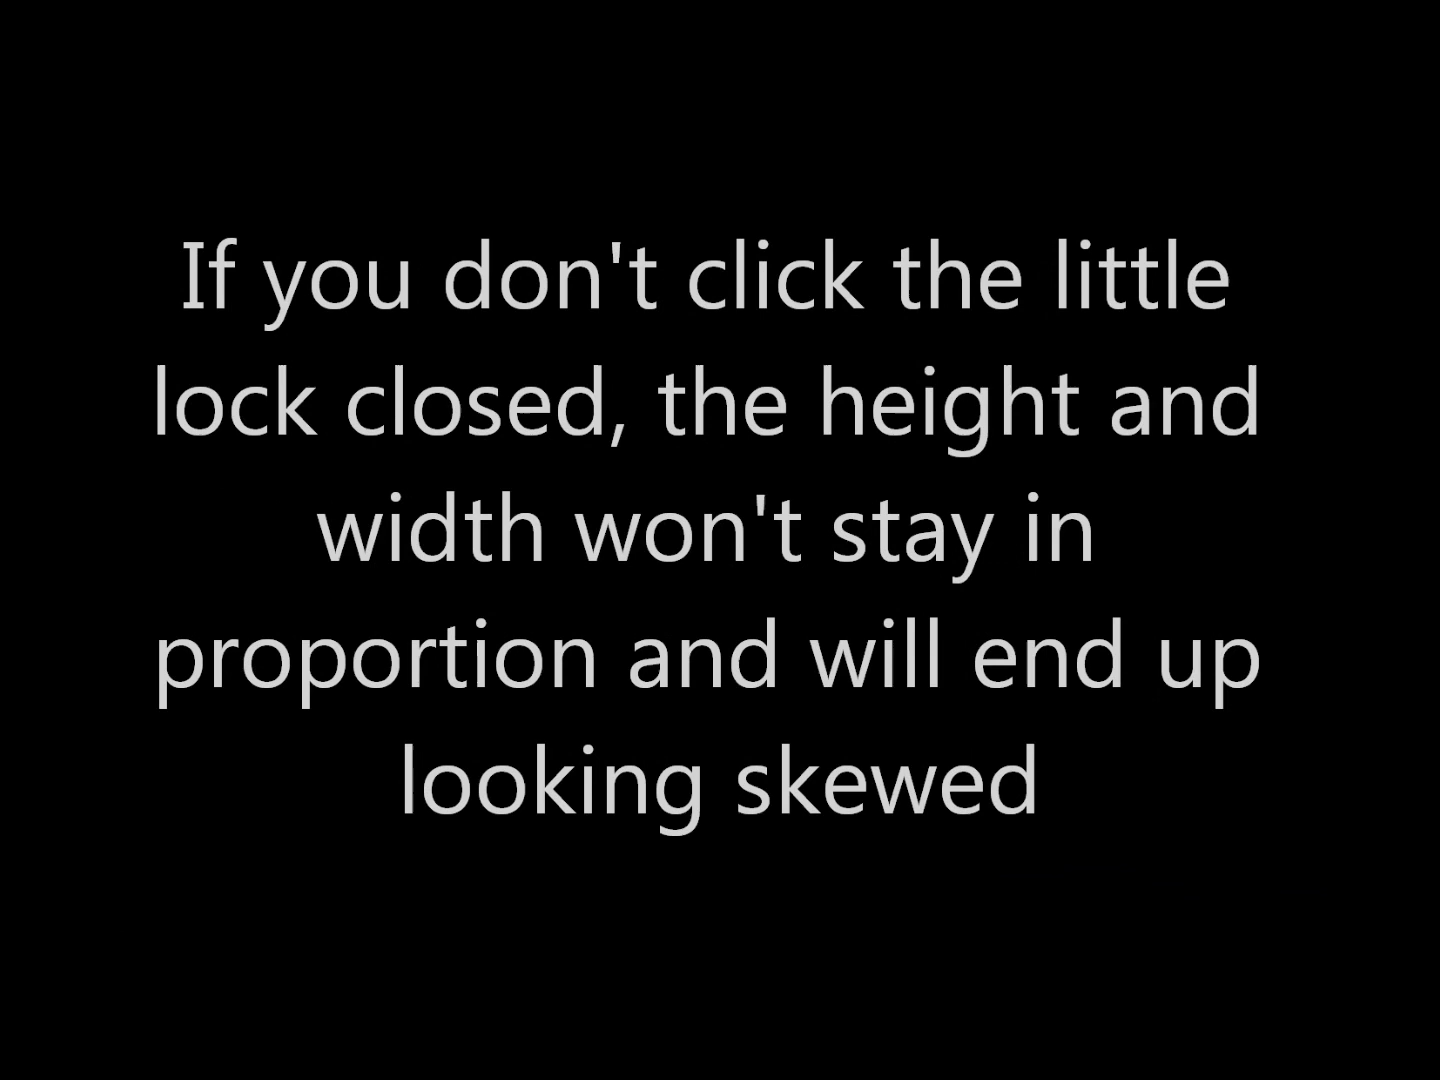 If you don't click the little
lock closed, the height and
width won't stay in
proportion and will end up
looking skewed